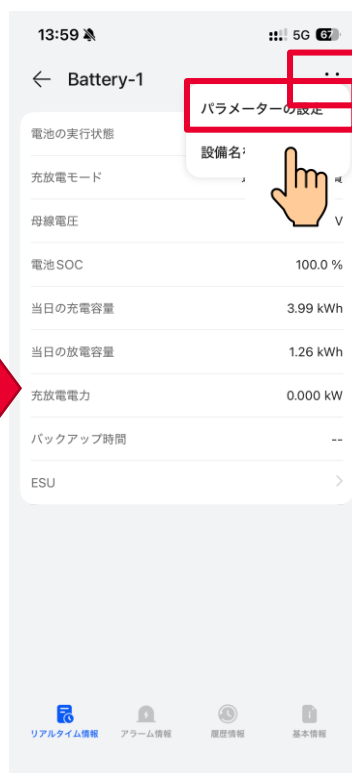 13:59 5G 67
Battery-1
パラメーターの設定
電池の実行状態
設備名
充放電モード
母線電圧 V
電池SOC 100.0 %
当日の充電容量 3.99 kWh
当日の放電容量 1.26 kWh
充放電電力 0.000 kW
バックアップ時間 --
ESU
リアルタイム情報 アラーム情報 履歴情報 基本情報